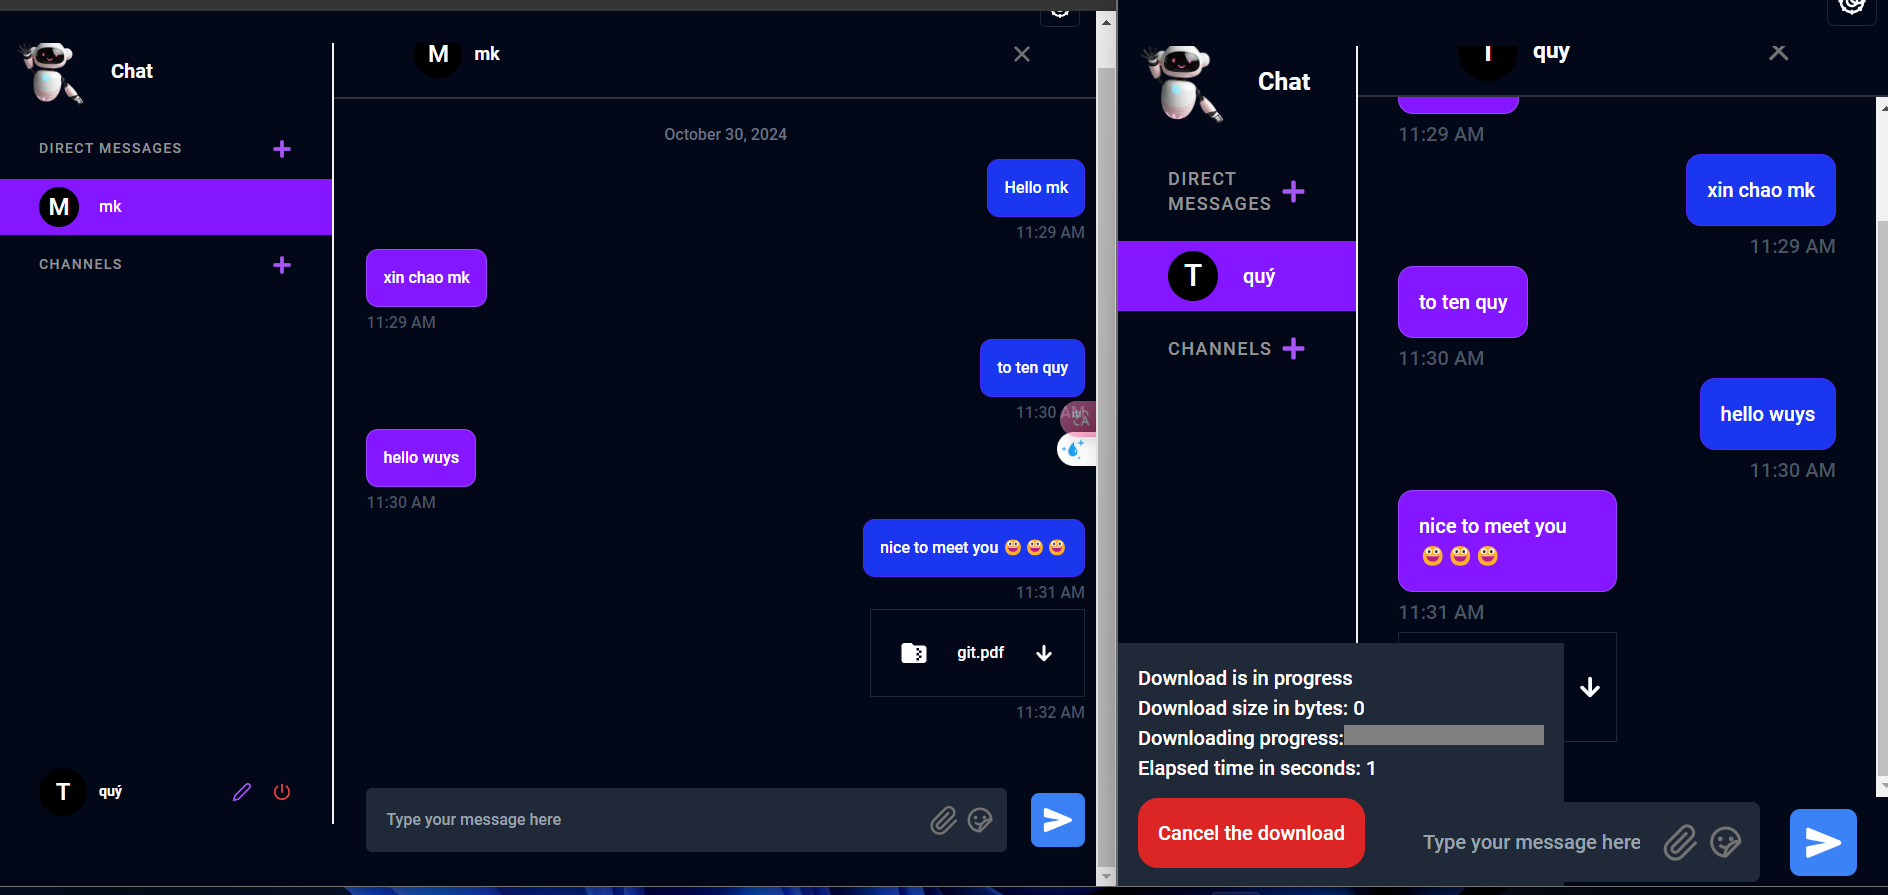 Chat
DIRECT MESSAGES
M
mk
CHANNELS
T
quý
M
mk
October 30, 2024
Hello mk
11:29 AM
xin chao mk
11:29 AM
to ten quy
11:30 AM
hello wuys
11:30 AM
nice to meet you 😀😀😀
11:31 AM
git.pdf
11:32 AM
Type your message here
Chat
DIRECT
MESSAGES
T
quý
CHANNELS
T
quý
11:29 AM
xin chao mk
11:29 AM
to ten quy
11:30 AM
hello wuys
11:30 AM
nice to meet you
😀😀😀
11:31 AM
Download is in progress
Download size in bytes: 0
Downloading progress:
Elapsed time in seconds: 1
Cancel the download
Type your message here